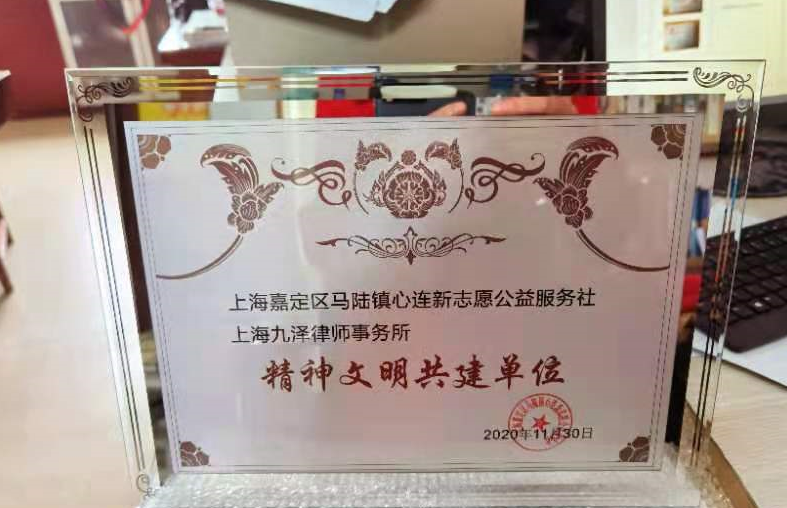 上海嘉定区马陆镇心连新志愿公益服务社
上海九泽律师事务所
精神文明共建单位
2020年11月30日